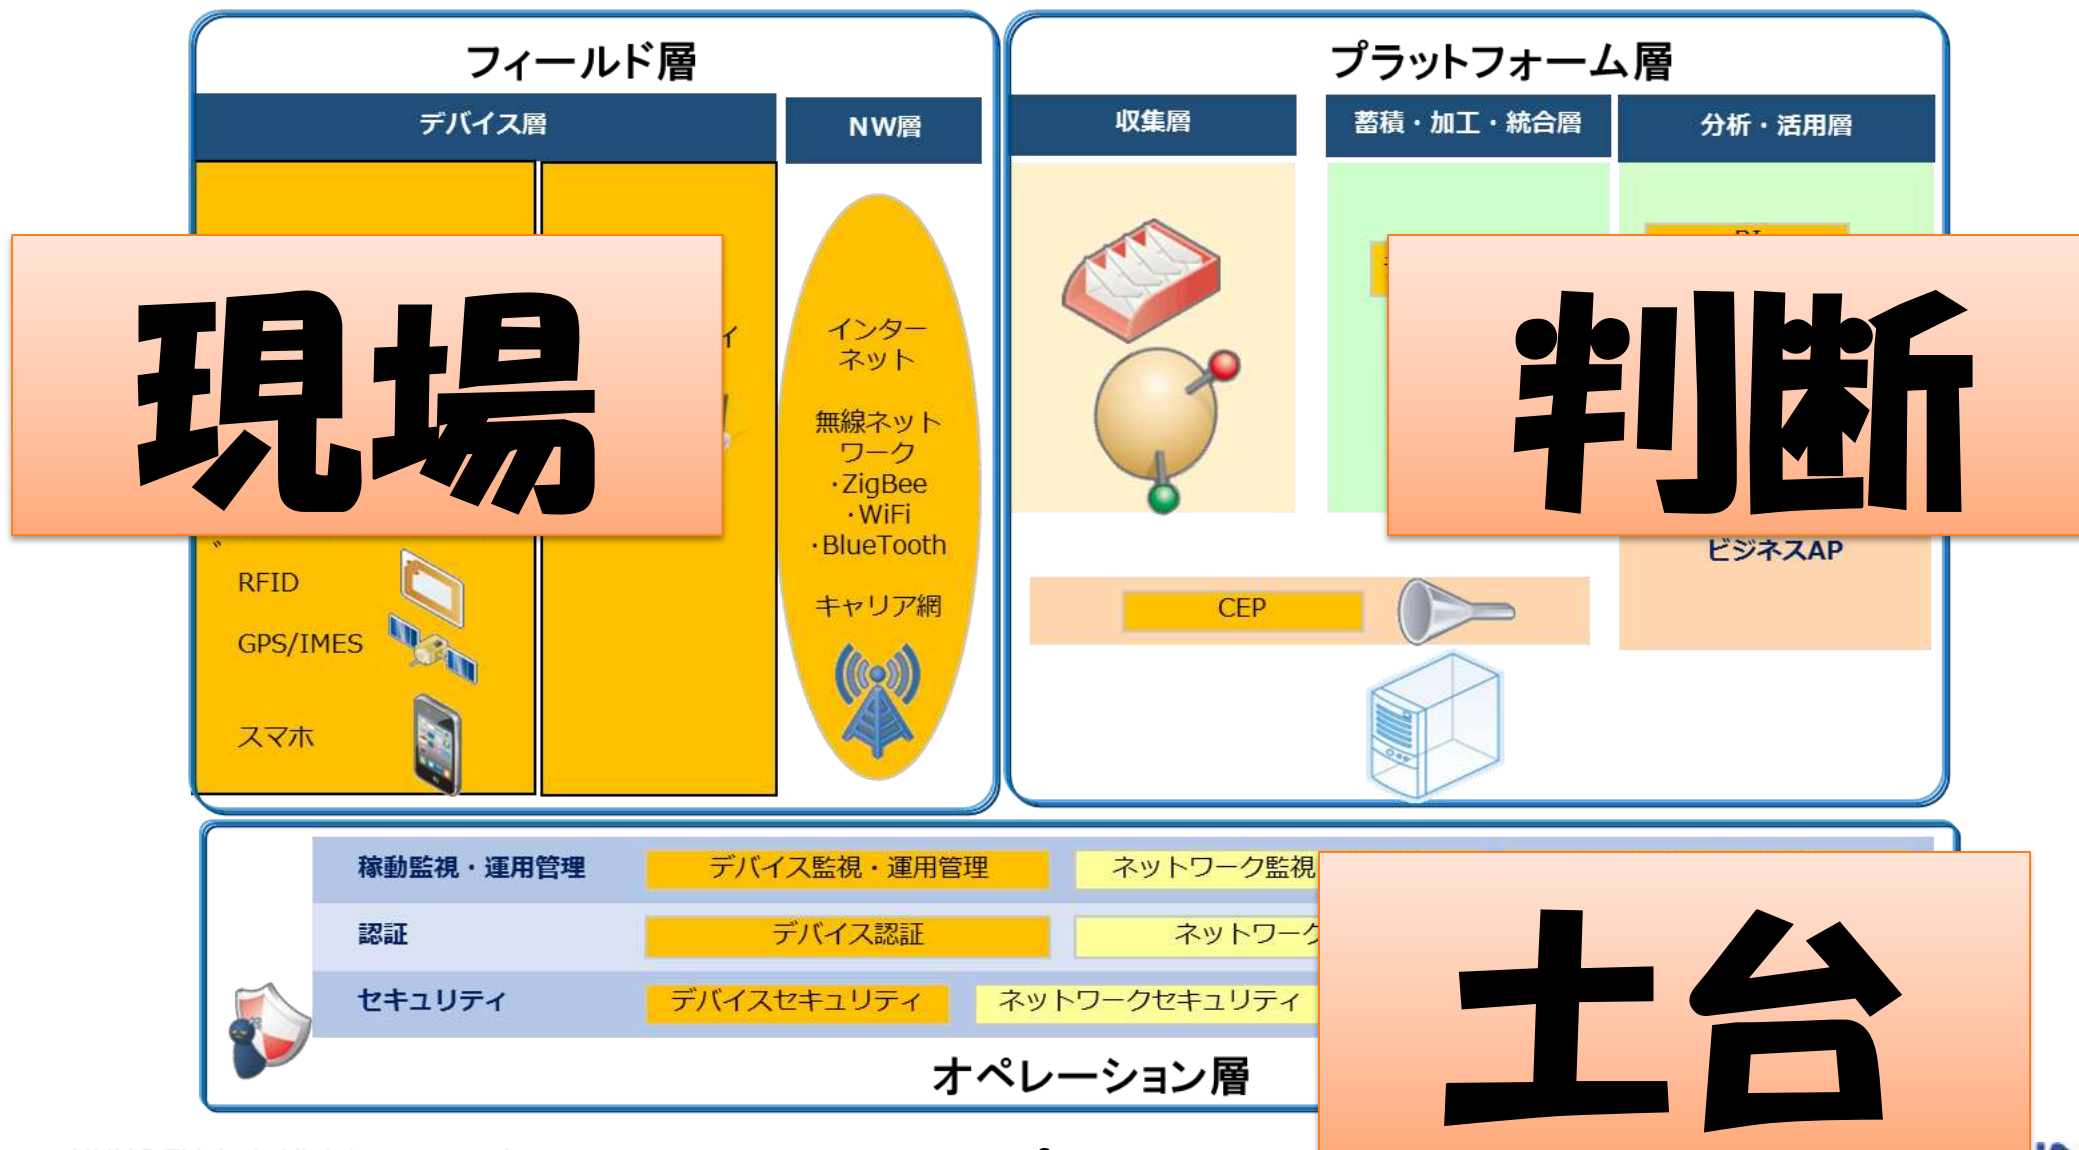 フィールド層
プラットフォーム層
デバイス層
NW層
収集層
蓄積・加工・統合層
分析・活用層
現場
判断
インター
ネット
無線ネット
ワーク
・ZigBee
・WiFi
・BlueTooth
キャリア網
RFID
GPS/IMES
スマホ
CEP
ビジネスAP
稼動監視・運用管理
デバイス監視・運用管理
ネットワーク監視
認証
デバイス認証
ネットワーク
セキュリティ
デバイスセキュリティ
ネットワークセキュリティ
オペレーション層
土台